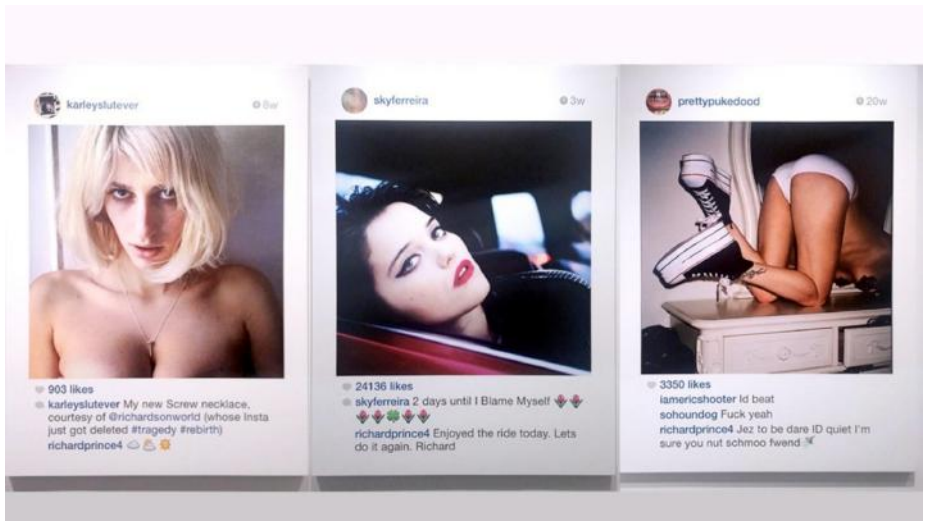 karleyslutever 8w
903 likes
karleyslutever My new Screw necklace,
courtesy of @richardsonworld (whose Insta
just got deleted #tragedy #rebirth)
richardprince4
skyferreira 3w
24136 likes
skyferreira 2 days until I Blame Myself
richardprince4 Enjoyed the ride today. Lets
do it again. Richard
prettypukedood 20w
3350 likes
iamericshooter Id beat
sohoundog Fuck yeah
richardprince4 Jez to be dare ID quiet I'm
sure you nut schmoo fwend